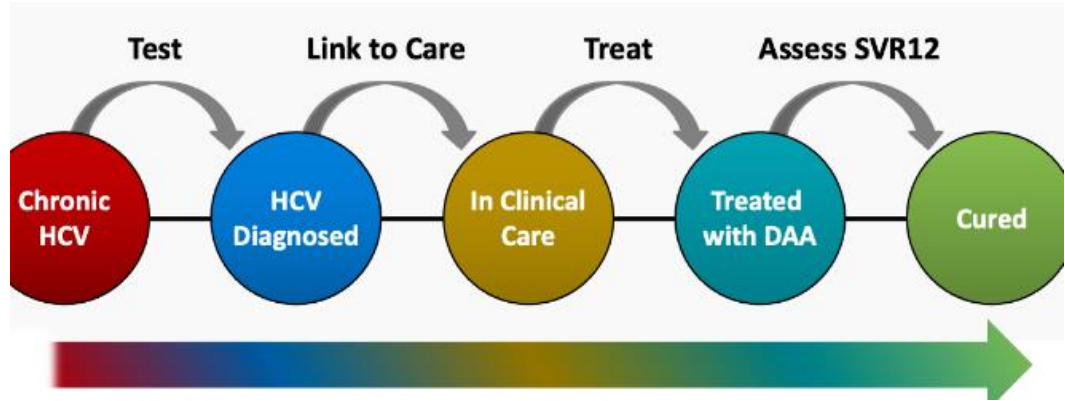 Test
Link to Care
Treat
Assess SVR12
Chronic
HCV
HCV
Diagnosed
In Clinical
Care
Treated
with DAA
Cured